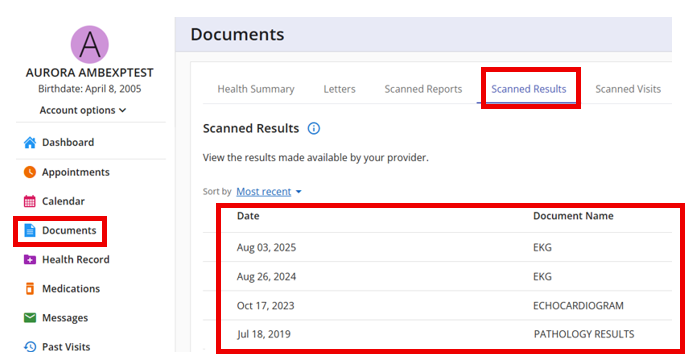 A
AURORA AMBEXPTEST
Birthdate: April 8, 2005
Account options
Dashboard
Appointments
Calendar
Documents
Health Record
Medications
Messages
Past Visits
Documents
Health Summary Letters Scanned Reports Scanned Results Scanned Visits
Scanned Results
View the results made available by your provider.
Sort by Most recent
Date Document Name
Aug 03, 2025 EKG
Aug 26, 2024 EKG
Oct 17, 2023 ECHOCARDIOGRAM
Jul 18, 2019 PATHOLOGY RESULTS